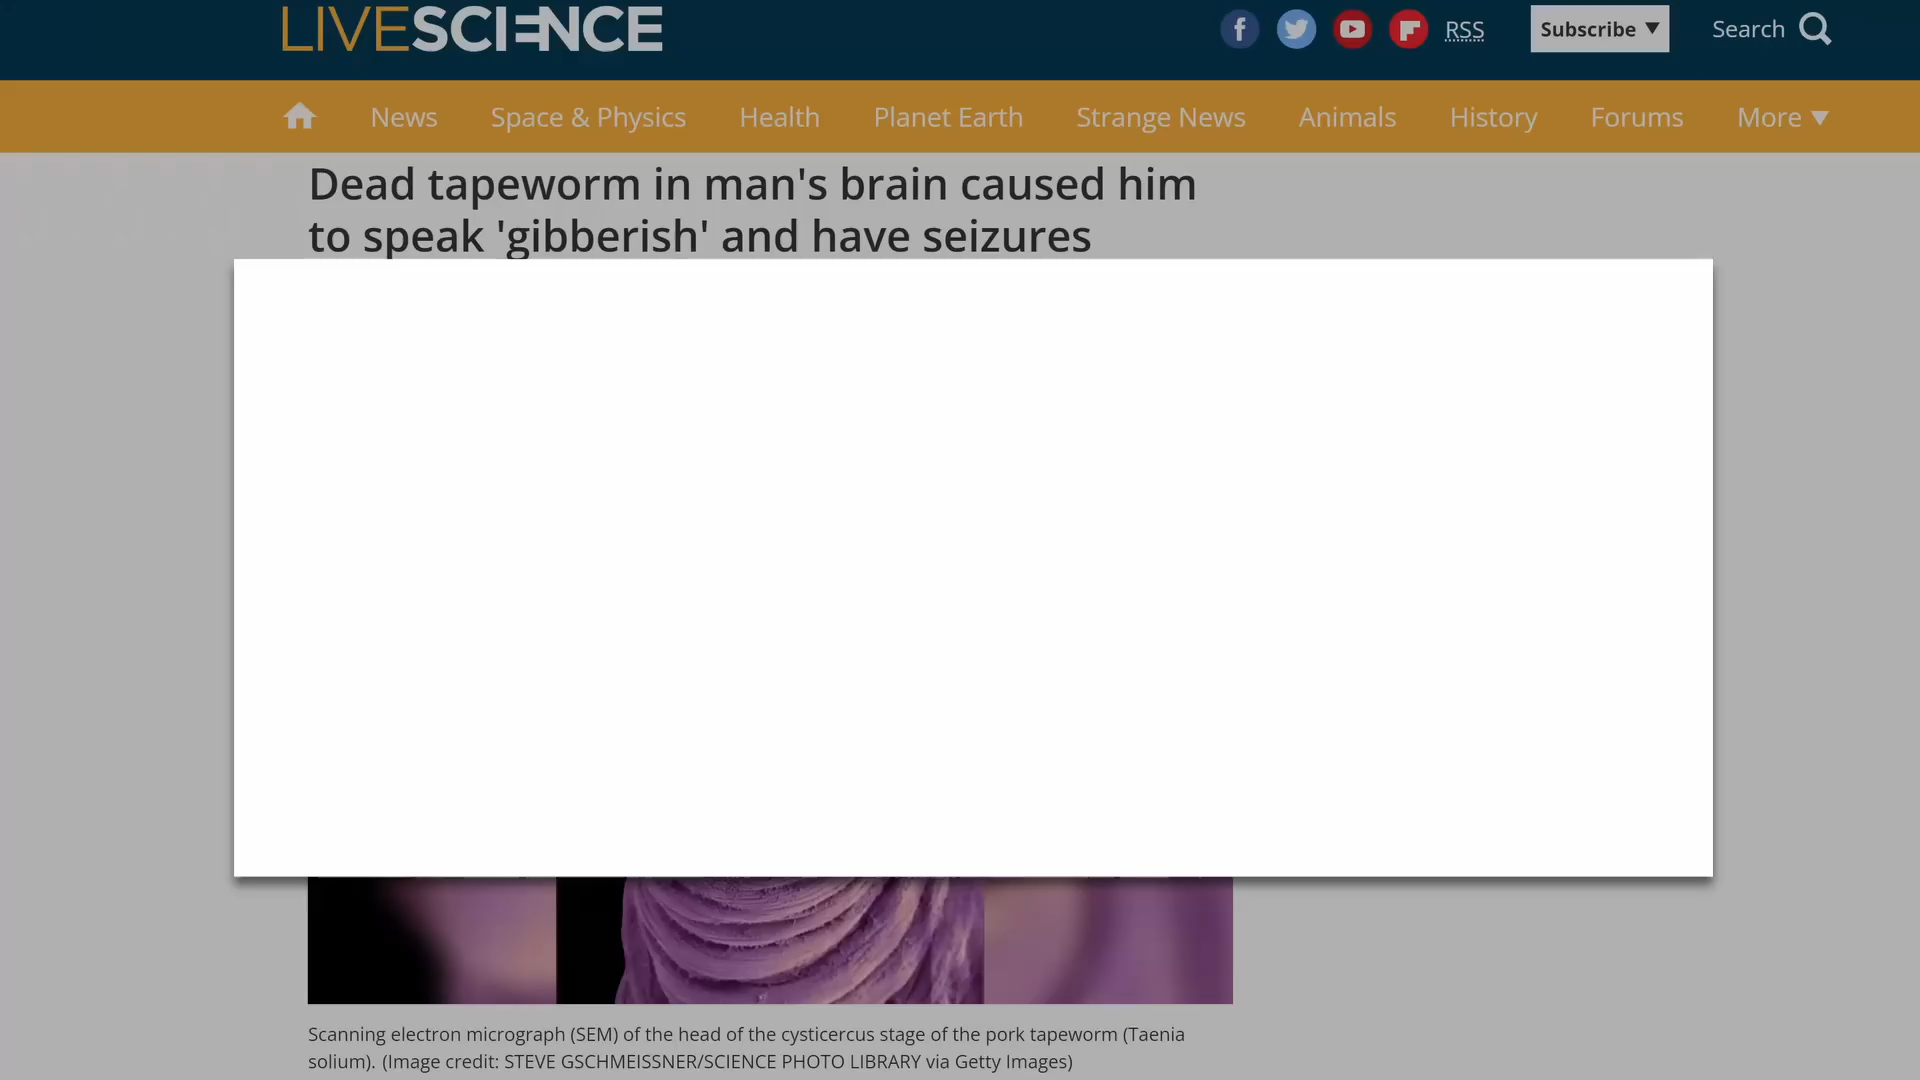 LIVESCIENCE
RSS
Subscribe ▼
Search
News Space & Physics Health Planet Earth Strange News Animals History Forums More ▼
Dead tapeworm in man's brain caused him
to speak 'gibberish' and have seizures
Scanning electron micrograph (SEM) of the head of the cysticercus stage of the pork tapeworm (Taenia
solium). (Image credit: STEVE GSCHMEISSNER/SCIENCE PHOTO LIBRARY via Getty Images)